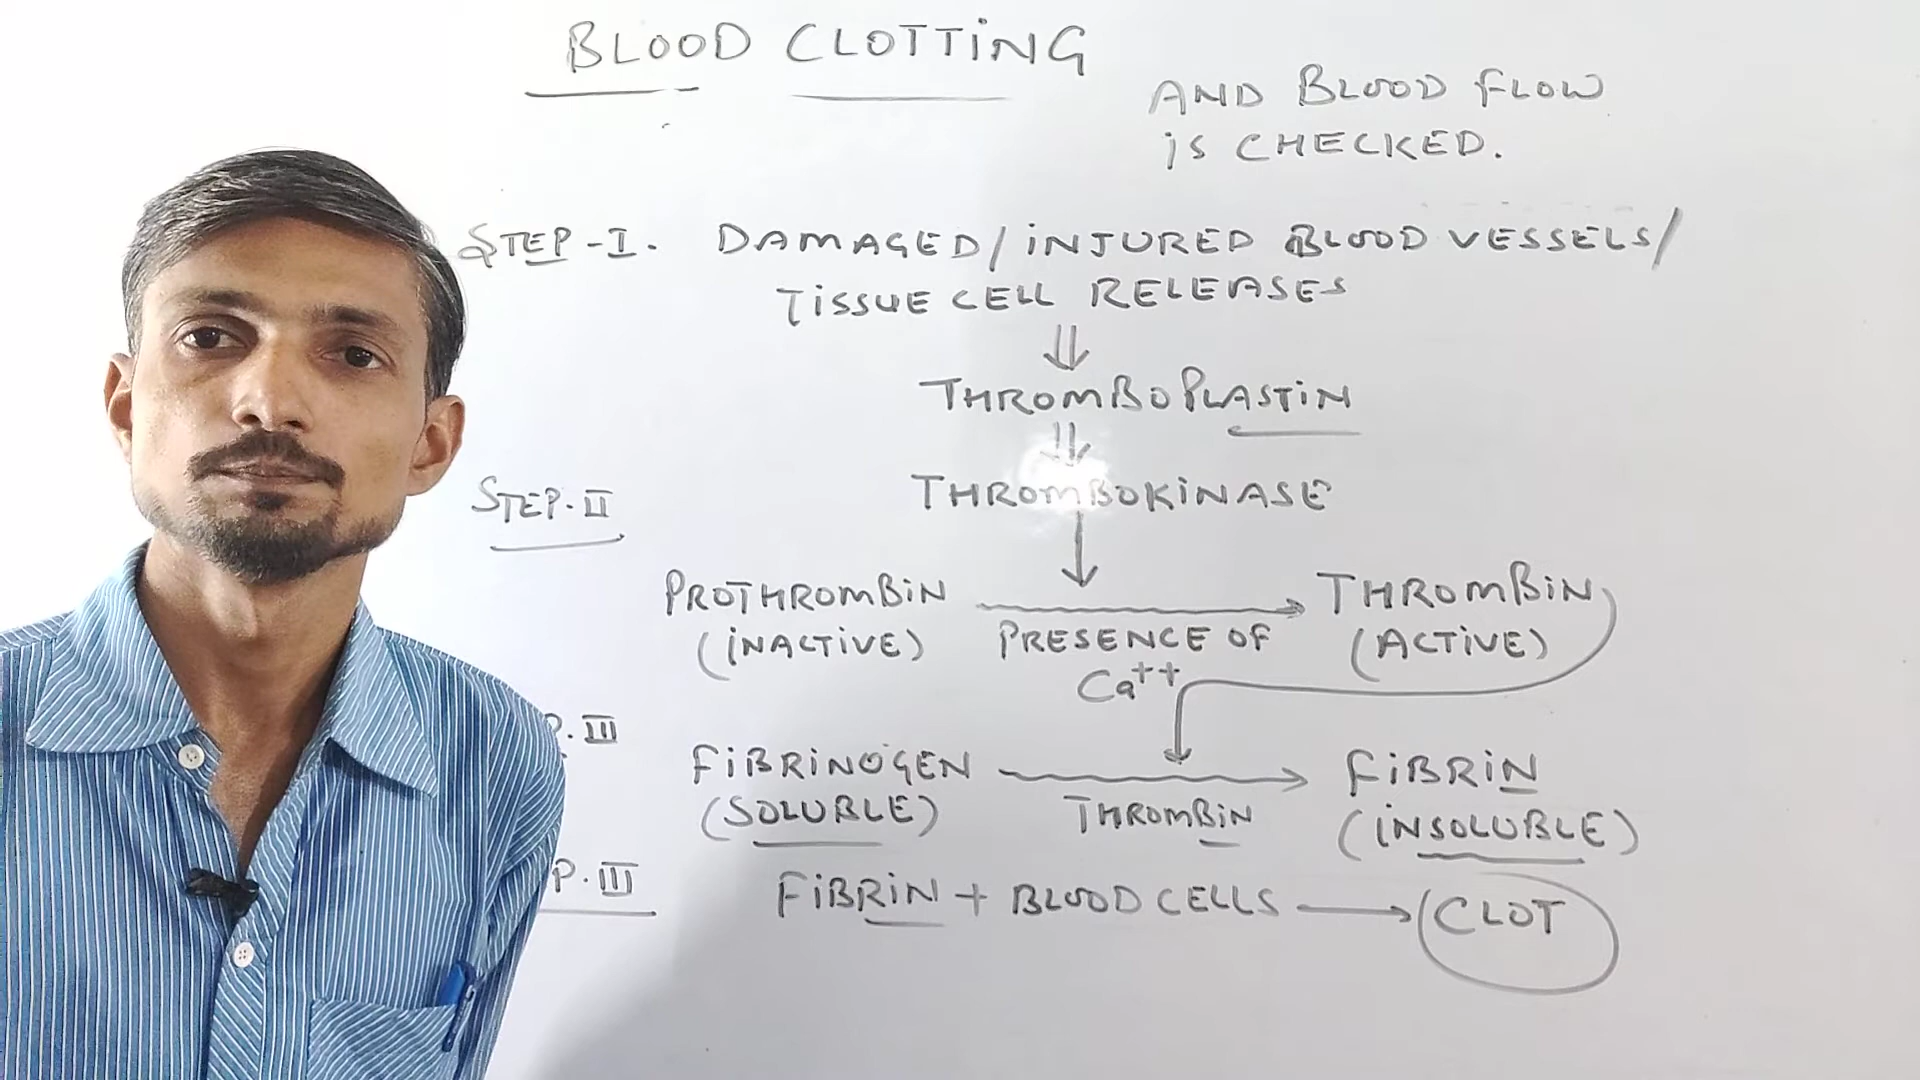 BLOOD CLOTTiNG
AND BLOOD FLOW
iS CHECKED.
STEP-I. DAMAGED/iNJURED BLOOD VESSELS/
TiSSUE CELL RELEASES
THROMBOPLASTiN
STEP.II THROMBOKiNASE
PROTHROMBiN THROMBiN
(iNACTiVE) PRESENCE OF (ACTiVE)
Ca++
P.III
FiBRiNOGEN FiBRiN
(SOLUBLE) THROMBiN (iNSOLUBLE)
P.III FiBRiN + BLOOD CELLS CLOT